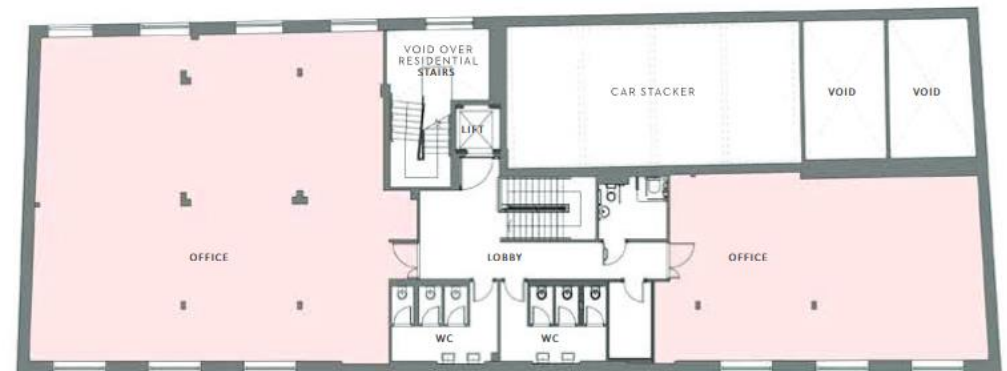 VOID OVER
RESIDENTIAL
STAIRS
LIFT
CAR STACKER
VOID
VOID
OFFICE
LOBBY
OFFICE
WC
WC